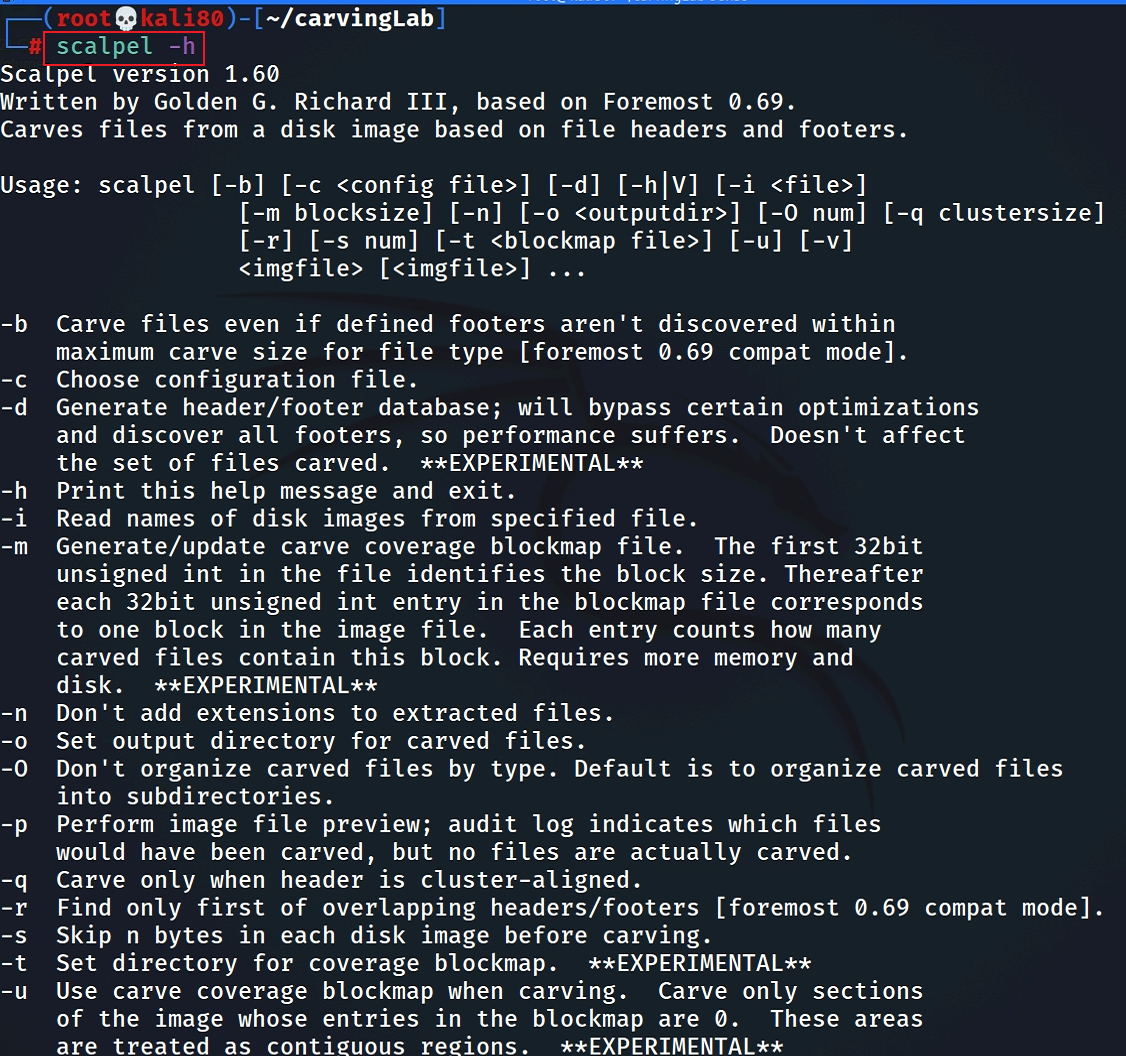 (root💀kali80)-[~/carvingLab]
# scalpel -h
Scalpel version 1.60
Written by Golden G. Richard III, based on Foremost 0.69.
Carves files from a disk image based on file headers and footers.
Usage: scalpel [-b] [-c <config file>] [-d] [-h|V] [-i <file>]
[-m blocksize] [-n] [-o <outputdir>] [-O num] [-q clustersize]
[-r] [-s num] [-t <blockmap file>] [-u] [-v]
<imgfile> [<imgfile>] ...
-b  Carve files even if defined footers aren't discovered within
maximum carve size for file type [foremost 0.69 compat mode].
-c  Choose configuration file.
-d  Generate header/footer database; will bypass certain optimizations
and discover all footers, so performance suffers.  Doesn't affect
the set of files carved.  **EXPERIMENTAL**
-h  Print this help message and exit.
-i  Read names of disk images from specified file.
-m  Generate/update carve coverage blockmap file.  The first 32bit
unsigned int in the file identifies the block size. Thereafter
each 32bit unsigned int entry in the blockmap file corresponds
to one block in the image file.  Each entry counts how many
carved files contain this block. Requires more memory and
disk.  **EXPERIMENTAL**
-n  Don't add extensions to extracted files.
-o  Set output directory for carved files.
-O  Don't organize carved files by type. Default is to organize carved files
into subdirectories.
-p  Perform image file preview; audit log indicates which files
would have been carved, but no files are actually carved.
-q  Carve only when header is cluster-aligned.
-r  Find only first of overlapping headers/footers [foremost 0.69 compat mode].
-s  Skip n bytes in each disk image before carving.
-t  Set directory for coverage blockmap.  **EXPERIMENTAL**
-u  Use carve coverage blockmap when carving.  Carve only sections
of the image whose entries in the blockmap are 0.  These areas
are treated as contiguous regions.  **EXPERIMENTAL**